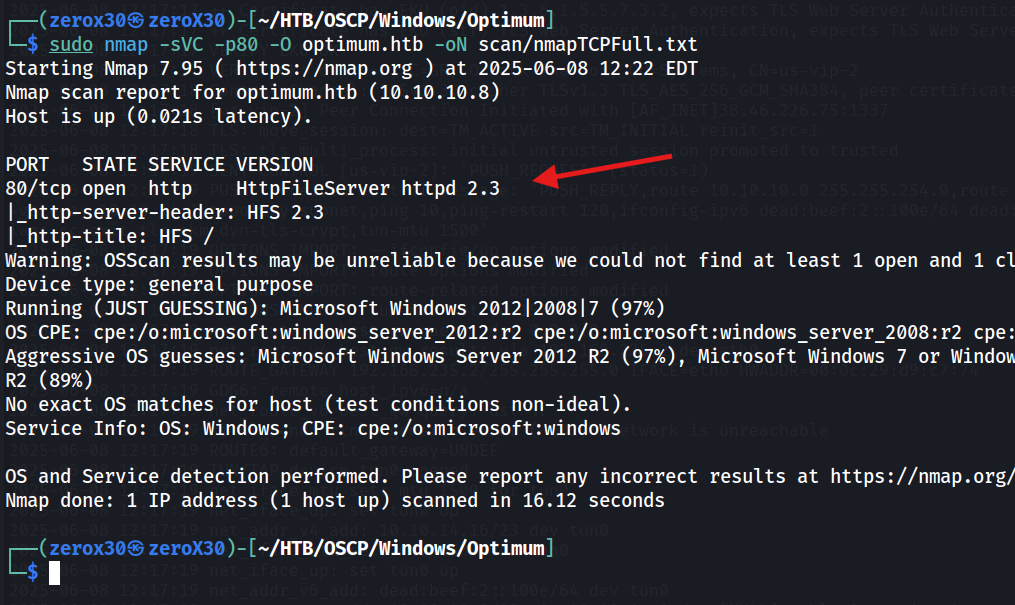 ┌──(zerox30㉿zeroX30)-[~/HTB/OSCP/Windows/Optimum]
└─$ sudo nmap -sVC -p80 -O optimum.htb -oN scan/nmapTCPFull.txt
Starting Nmap 7.95 ( https://nmap.org ) at 2025-06-08 12:22 EDT
Nmap scan report for optimum.htb (10.10.10.8)
Host is up (0.021s latency).
PORT   STATE SERVICE VERSION
80/tcp open  http    HttpFileServer httpd 2.3
|_http-server-header: HFS 2.3
|_http-title: HFS /
Warning: OSScan results may be unreliable because we could not find at least 1 open and 1 cl
Device type: general purpose
Running (JUST GUESSING): Microsoft Windows 2012|2008|7 (97%)
OS CPE: cpe:/o:microsoft:windows_server_2012:r2 cpe:/o:microsoft:windows_server_2008:r2 cpe:
Aggressive OS guesses: Microsoft Windows Server 2012 R2 (97%), Microsoft Windows 7 or Window
R2 (89%)
No exact OS matches for host (test conditions non-ideal).
Service Info: OS: Windows; CPE: cpe:/o:microsoft:windows
OS and Service detection performed. Please report any incorrect results at https://nmap.org/
Nmap done: 1 IP address (1 host up) scanned in 16.12 seconds
┌──(zerox30㉿zeroX30)-[~/HTB/OSCP/Windows/Optimum]
└─$